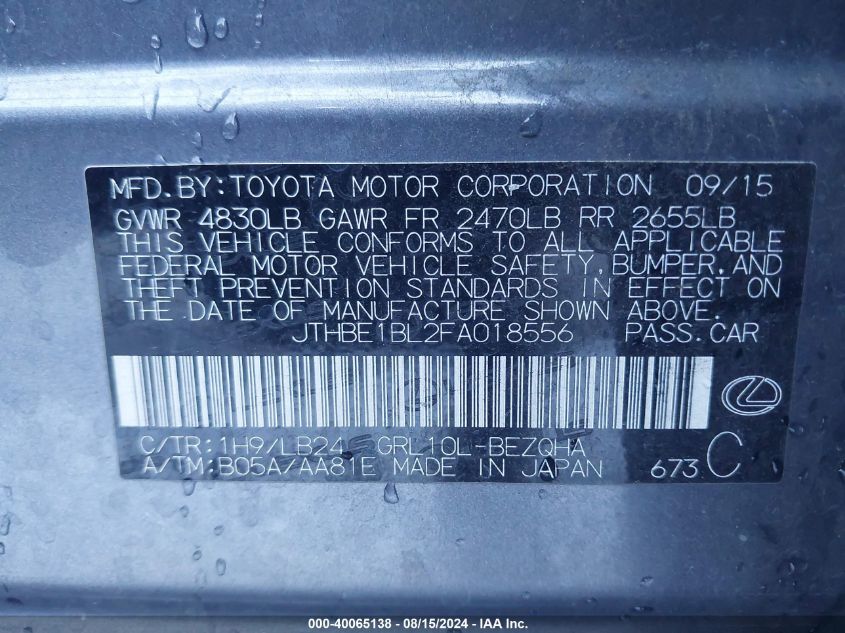 MFD.BY:TOYOTA MOTOR CORPORATION 09/15
GVWR 4830LB GAWR FR 2470LB RR 2655LB
THIS VEHICLE CONFORMS TO ALL APPLICABLE
FEDERAL MOTOR VEHICLE SAFETY, BUMPER, AND
THEFT PREVENTION STANDARDS IN EFFECT ON
THE DATE OF MANUFACTURE SHOWN ABOVE.
JTHBE1BL2FA018556 PASS.CAR
C/TR:1H9/LB24 GRL10L-BEZQHA
A/TM:B05A/AA81E MADE IN JAPAN 673 C
000-40065138 - 08/15/2024 - IAA Inc.